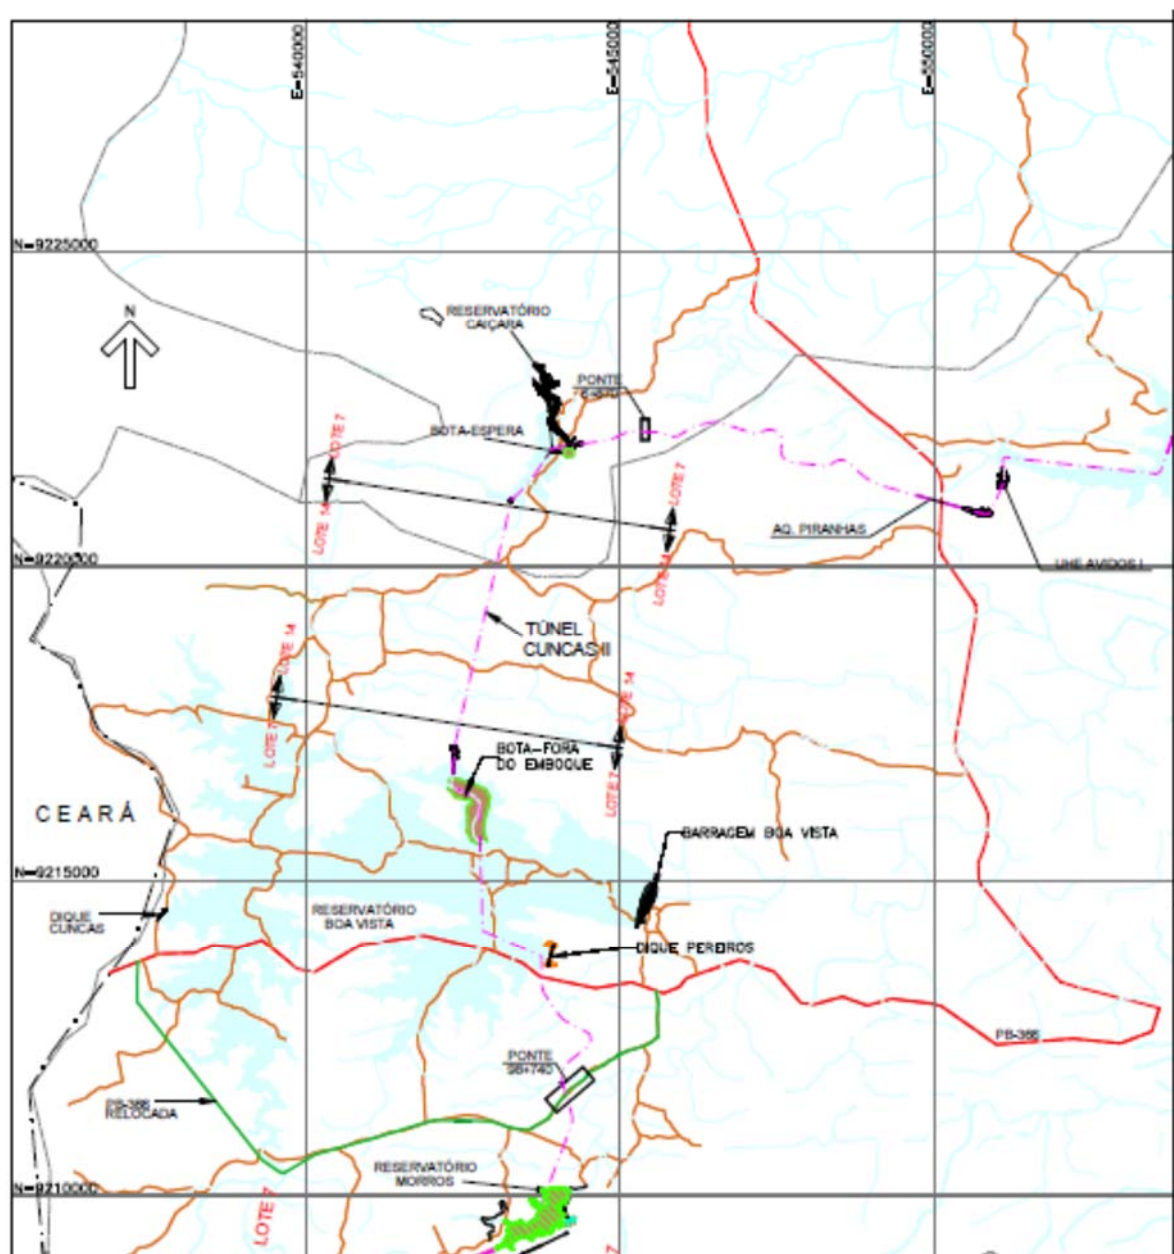 E=540000
E=545000
E=550000
N=9225000
N
RESERVATÓRIO
CAIÇARA
PONTE
BOTA-ESPERA
LOTE 7
LOTE 14
LOTE 7
AQ. PIRANHAS
UHE AVIDOS I
N=9220000
TÚNEL
CUNCAS II
LOTE 14
LOTE 7
LOTE 14
LOTE 7
BOTA-FORA
DO EMBOQUE
CEARÁ
BARRAGEM BOA VISTA
N=9215000
DIQUE
CUNCAS
RESERVATÓRIO
BOA VISTA
DIQUE PEREIROS
PB-366
PONTE
98+740
PB-366
RELOCADA
RESERVATÓRIO
MORROS
N=9210000
LOTE 7
7